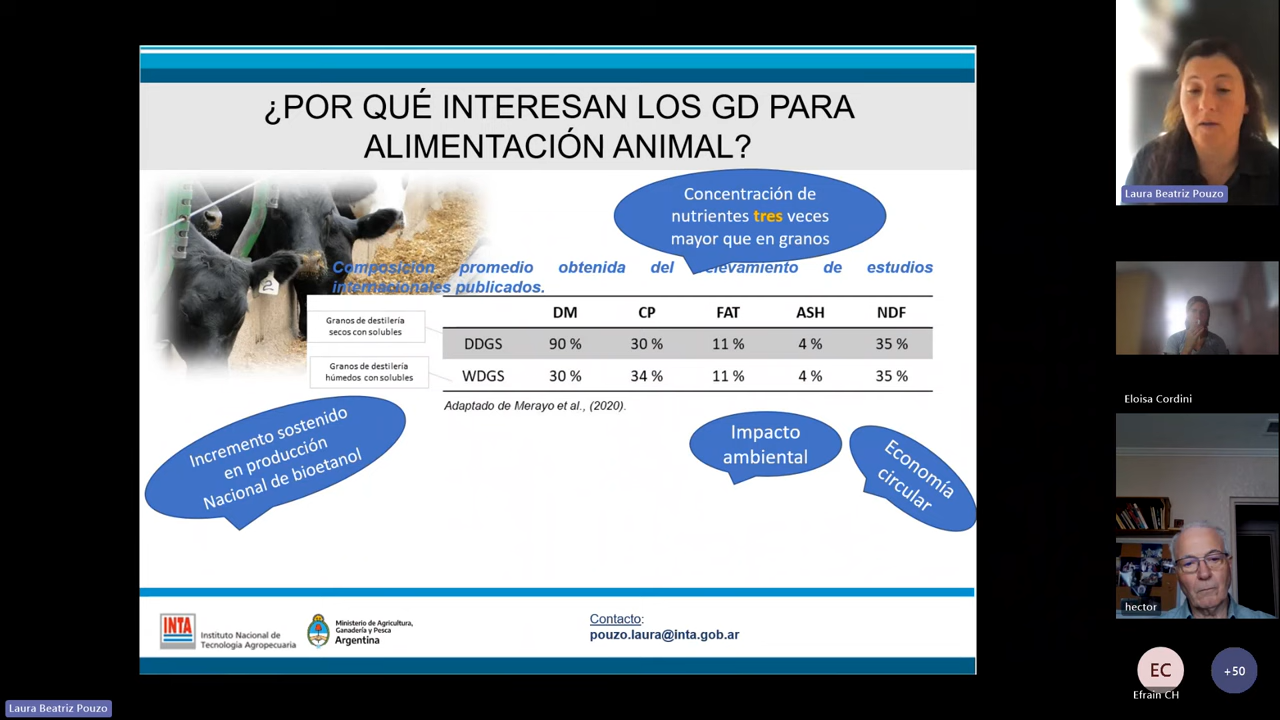 ¿POR QUÉ INTERESAN LOS GD PARA
ALIMENTACIÓN ANIMAL?
Concentración de
nutrientes tres veces
mayor que en granos
Composición promedio obtenida del relevamiento de estudios
internacionales publicados.
DM CP FAT ASH NDF
Granos de destilería
secos con solubles
DDGS 90 % 30 % 11 % 4 % 35 %
Granos de destilería
húmedos con solubles
WDGS 30 % 34 % 11 % 4 % 35 %
Adaptado de Merayo et al., (2020).
Incremento sostenido
en producción
Nacional de bioetanol
Impacto
ambiental
Economía
circular
2
INTA
Instituto Nacional de
Tecnología Agropecuaria
Ministerio de Agricultura,
Ganadería y Pesca
Argentina
Contacto:
pouzo.laura@inta.gob.ar
Laura Beatriz Pouzo
Eloisa Cordini
hector
EC
Efrain CH
+50
Laura Beatriz Pouzo